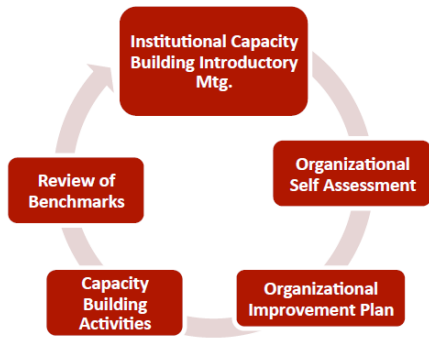 Institutional Capacity
Building Introductory
Mtg.
Organizational
Self Assessment
Organizational
Improvement Plan
Capacity
Building
Activities
Review of
Benchmarks